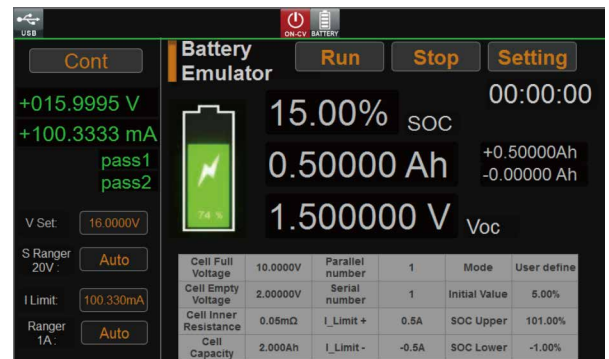 USB
ON-CV BATTERY
Cont
+015.9995 V
+100.3333 mA
pass1
pass2
V Set: 16.0000V
S Ranger 20V : Auto
I Limit: 100.330mA
Ranger 1A : Auto
Battery Emulator
Run Stop Setting
00:00:00
15.00% SOC
0.50000 Ah
+0.50000Ah
-0.00000 Ah
1.500000 V Voc
74 %
Cell Full Voltage 10.0000V Parallel number 1 Mode User define
Cell Empty Voltage 2.00000V Serial number 1 Initial Value 5.00%
Cell Inner Resistance 0.05mΩ I_Limit + 0.5A SOC Upper 101.00%
Cell Capacity 2.000Ah I_Limit - -0.5A SOC Lower -1.00%